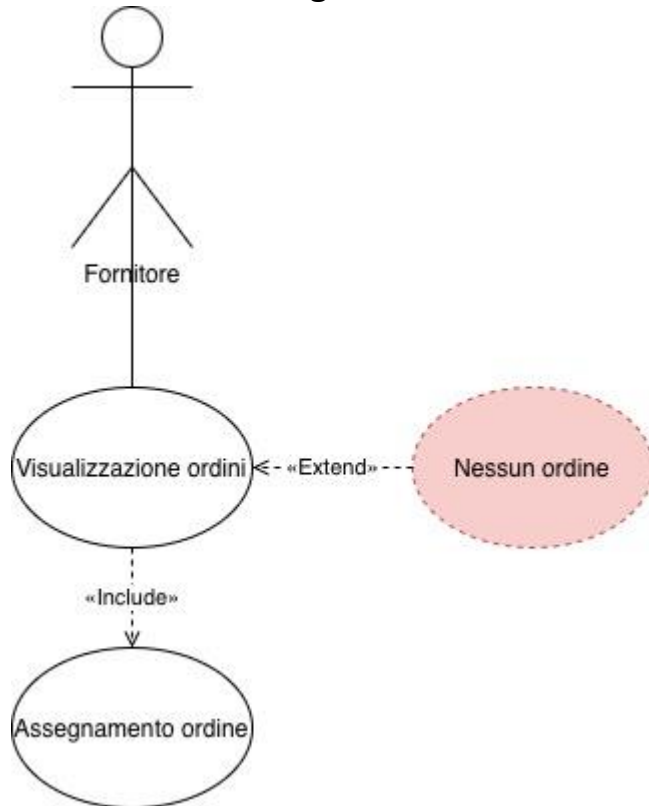 Fornitore
Visualizzazione ordini
«Extend»
Nessun ordine
«Include»
Assegnamento ordine